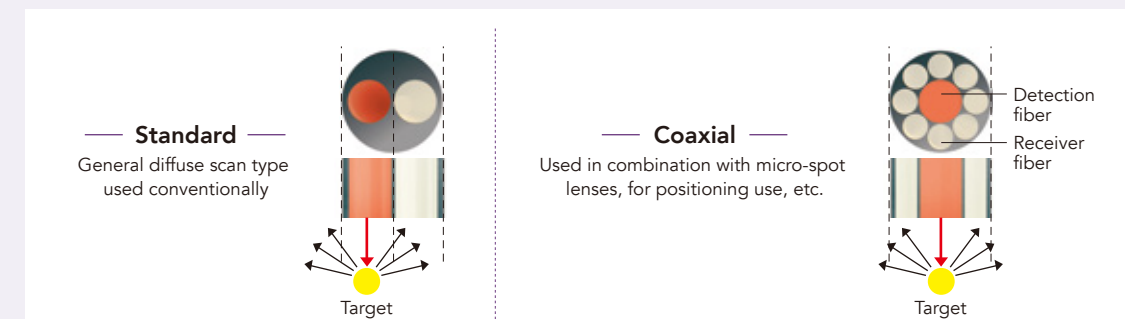 Standard
General diffuse scan type
used conventionally
Target
Coaxial
Used in combination with micro-spot
lenses, for positioning use, etc.
Detection
fiber
Receiver
fiber
Target